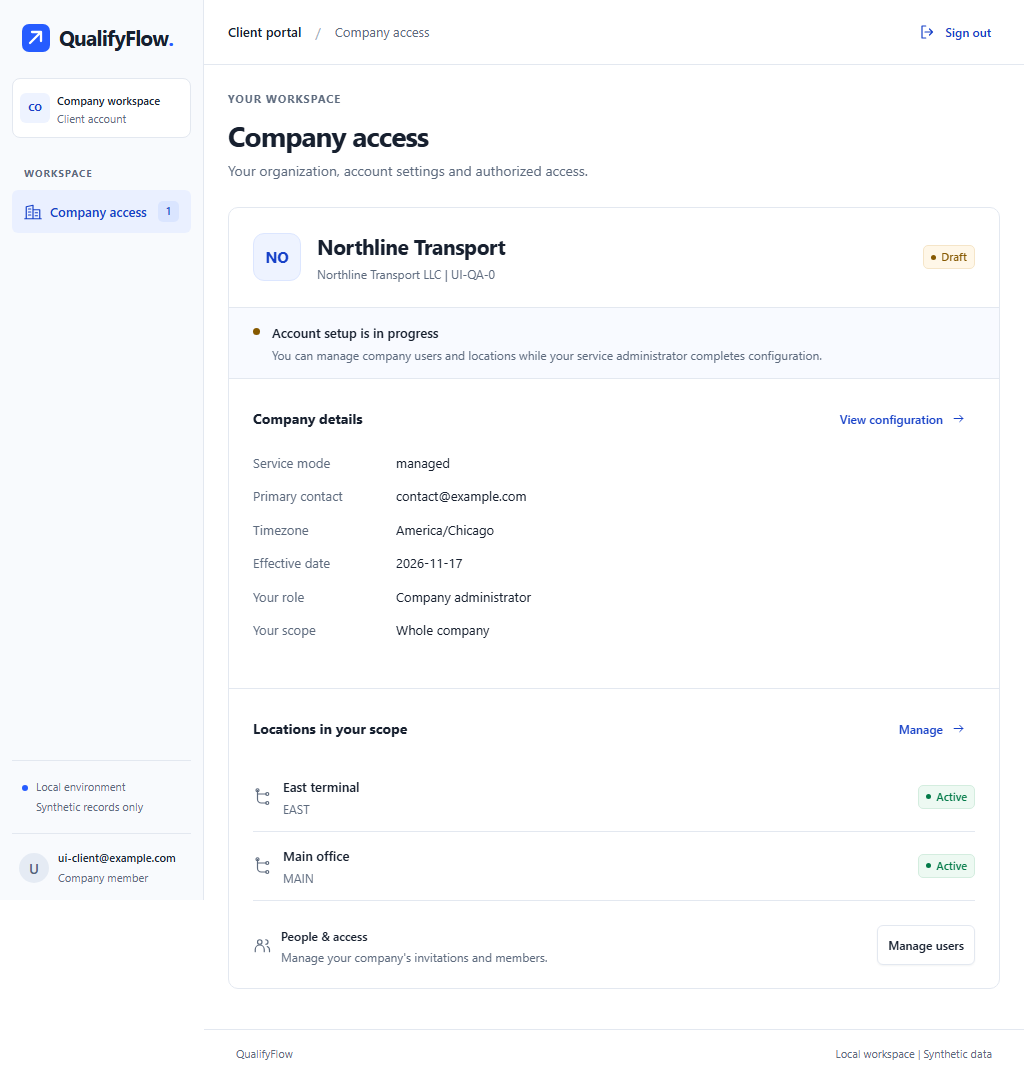 QualifyFlow.
CO
Company workspace
Client account
WORKSPACE
Company access 1
Local environment
Synthetic records only
U
ui-client@example.com
Company member
Client portal / Company access
Sign out
YOUR WORKSPACE
Company access
Your organization, account settings and authorized access.
NO
Northline Transport
Northline Transport LLC | UI-QA-0
Draft
Account setup is in progress
You can manage company users and locations while your service administrator completes configuration.
Company details
View configuration →
Service mode managed
Primary contact contact@example.com
Timezone America/Chicago
Effective date 2026-11-17
Your role Company administrator
Your scope Whole company
Locations in your scope
Manage →
East terminal
EAST
Active
Main office
MAIN
Active
People & access
Manage your company's invitations and members.
Manage users
QualifyFlow
Local workspace | Synthetic data